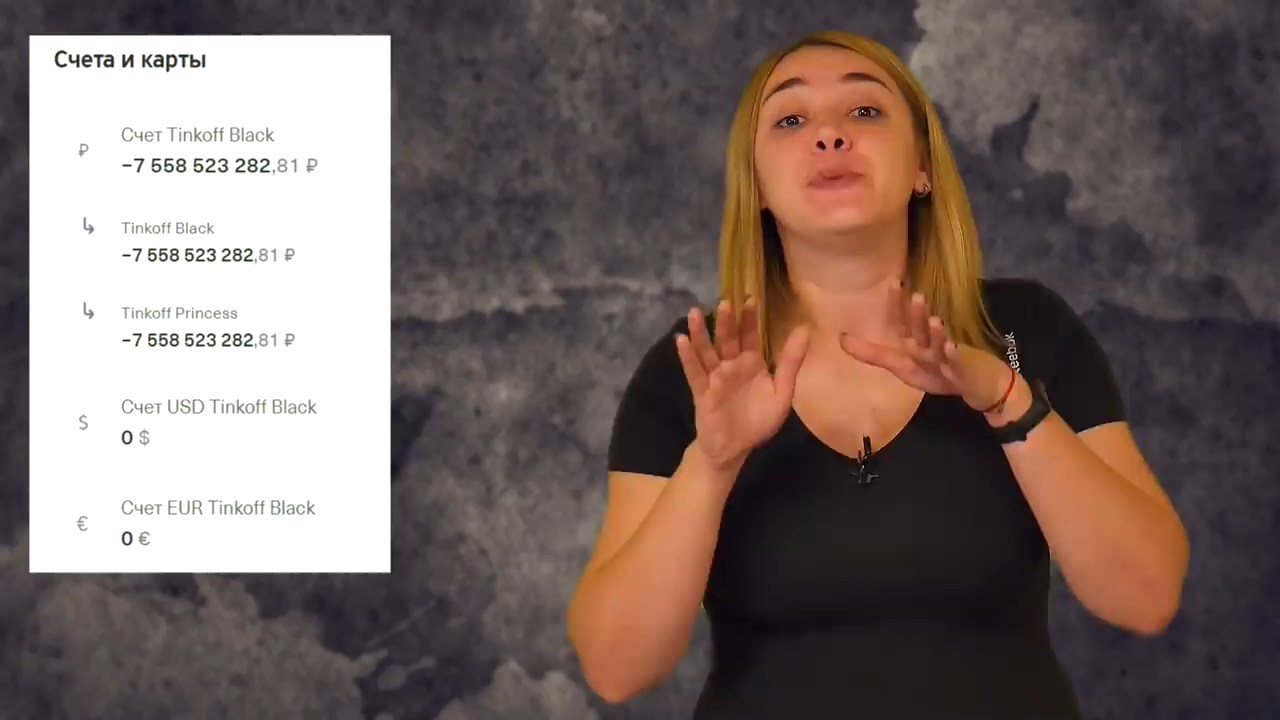 Счета и карты
₽
Счет Tinkoff Black
−7 558 523 282,81 ₽
Tinkoff Black
−7 558 523 282,81 ₽
Tinkoff Princess
−7 558 523 282,81 ₽
$
Счет USD Tinkoff Black
0 $
€
Счет EUR Tinkoff Black
0 €